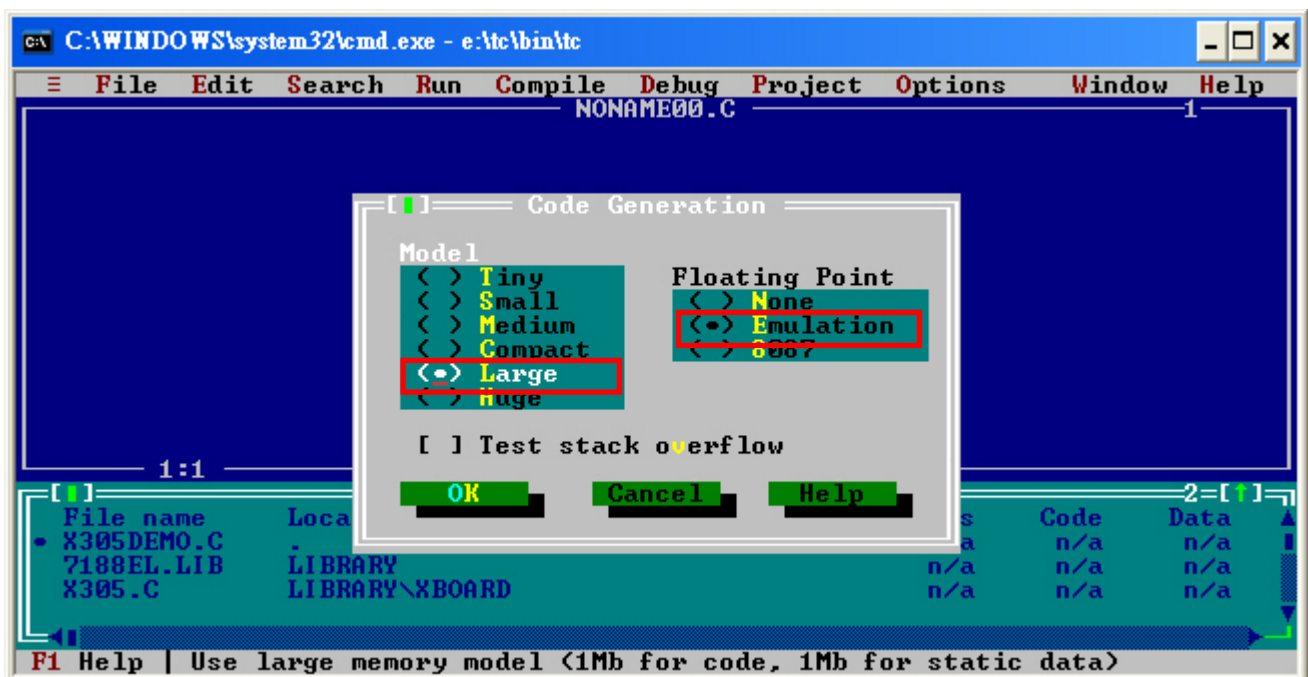 C:\WINDOWS\system32\cmd.exe - e:\tc\bin\tc
≡ File Edit Search Run Compile Debug Project Options Window Help
NONAME00.C 1
[ ] Code Generation
Model
( ) Tiny
Floating Point
( ) Small
( ) None
( ) Medium
(•) Emulation
( ) Compact
( ) 8087
(•) Large
( ) Huge
[ ] Test stack overflow
1:1
OK Cancel Help
2=[↑]
File name Loca s Code Data
• X305DEMO.C . a n/a n/a
7188EL.LIB LIBRARY n/a n/a n/a
X305.C LIBRARY\XBOARD n/a n/a n/a
F1 Help | Use large memory model (1Mb for code, 1Mb for static data)